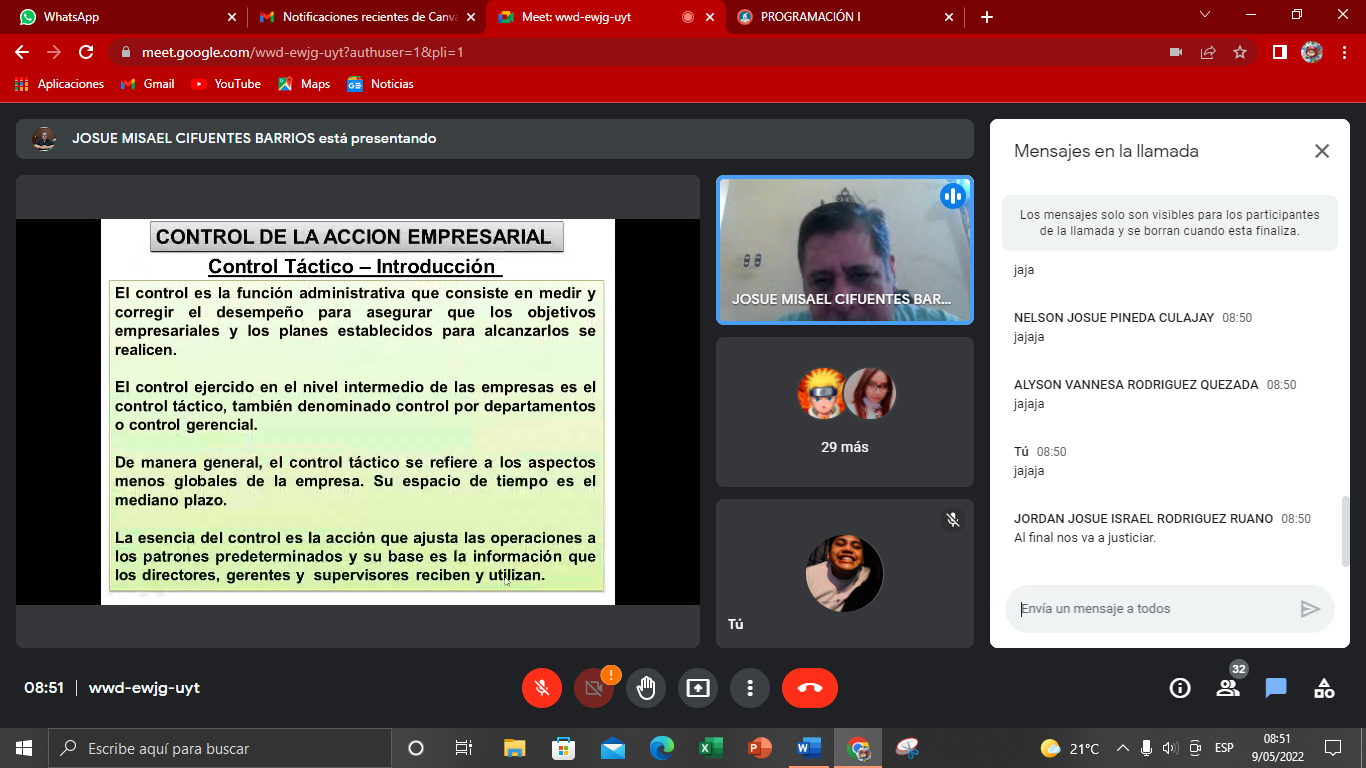 WhatsApp
Notificaciones recientes de Canva
Meet: wwd-ewjg-uyt
PROGRAMACIÓN I
meet.google.com/wwd-ewjg-uyt?authuser=1&pli=1
Aplicaciones
Gmail
YouTube
Maps
Noticias
JOSUE MISAEL CIFUENTES BARRIOS está presentando
CONTROL DE LA ACCION EMPRESARIAL
Control Táctico – Introducción
El control es la función administrativa que consiste en medir y
corregir el desempeño para asegurar que los objetivos
empresariales y los planes establecidos para alcanzarlos se
realicen.
El control ejercido en el nivel intermedio de las empresas es el
control táctico, también denominado control por departamentos
o control gerencial.
De manera general, el control táctico se refiere a los aspectos
menos globales de la empresa. Su espacio de tiempo es el
mediano plazo.
La esencia del control es la acción que ajusta las operaciones a
los patrones predeterminados y su base es la información que
los directores, gerentes y supervisores reciben y utilizan.
JOSUE MISAEL CIFUENTES BAR...
29 más
Tú
Mensajes en la llamada
Los mensajes solo son visibles para los participantes
de la llamada y se borran cuando esta finaliza.
jaja
NELSON JOSUE PINEDA CULAJAY 08:50
jajaja
ALYSON VANNESA RODRIGUEZ QUEZADA 08:50
jajaja
Tú 08:50
jajaja
JORDAN JOSUE ISRAEL RODRIGUEZ RUANO 08:50
Al final nos va a justiciar.
Envía un mensaje a todos
08:51 | wwd-ewjg-uyt
32
Escribe aquí para buscar
21°C
ESP
08:51
9/05/2022